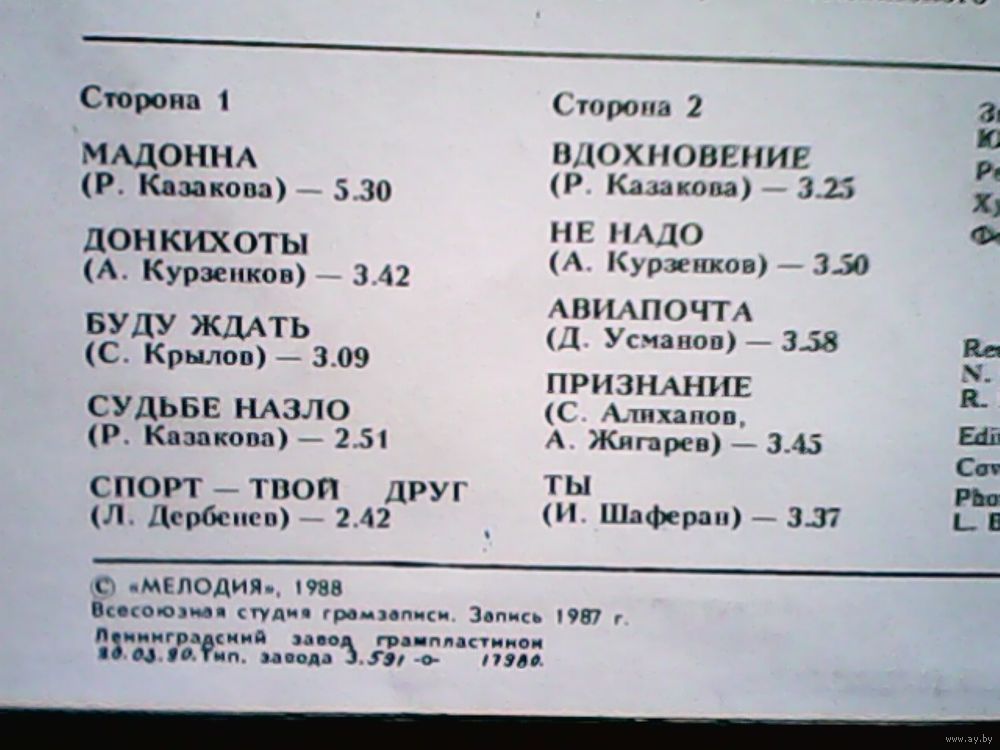 Сторона 1
МАДОННА
(Р. Казакова) — 5.30
ДОНКИХОТЫ
(А. Курзенков) — 3.42
БУДУ ЖДАТЬ
(С. Крылов) — 3.09
СУДЬБЕ НАЗЛО
(Р. Казакова) — 2.51
СПОРТ — ТВОЙ ДРУГ
(Л. Дербенев) — 2.42
Сторона 2
ВДОХНОВЕНИЕ
(Р. Казакова) — 3.25
НЕ НАДО
(А. Курзенков) — 3.50
АВИАПОЧТА
(Д. Усманов) — 3.58
ПРИЗНАНИЕ
(С. Алиханов,
А. Жигарев) — 3.45
ТЫ
(И. Шаферан) — 3.37
N.
R.
L.
© «МЕЛОДИЯ», 1988
Всесоюзная студия грамзаписи. Запись 1987 г.
Ленинградский завод грампластинок
Тип. завода 3.591 -о- 17980.
www.ay.by